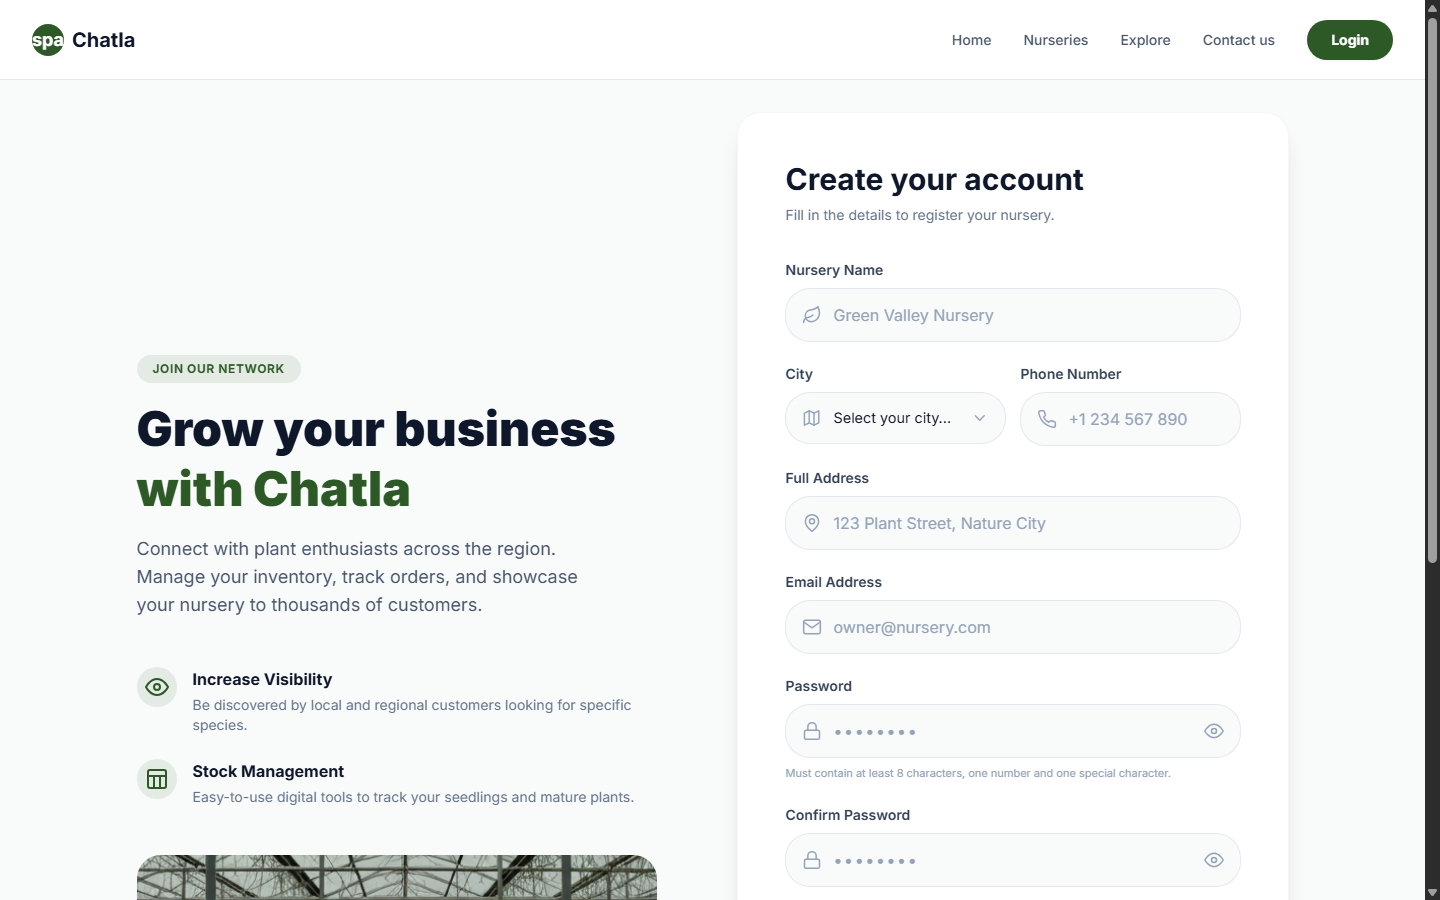 spa Chatla
Home Nurseries Explore Contact us Login
JOIN OUR NETWORK
Grow your business
with Chatla
Connect with plant enthusiasts across the region.
Manage your inventory, track orders, and showcase
your nursery to thousands of customers.
Increase Visibility
Be discovered by local and regional customers looking for specific
species.
Stock Management
Easy-to-use digital tools to track your seedlings and mature plants.
Create your account
Fill in the details to register your nursery.
Nursery Name
Green Valley Nursery
City Phone Number
Select your city... +1 234 567 890
Full Address
123 Plant Street, Nature City
Email Address
owner@nursery.com
Password
••••••••
Must contain at least 8 characters, one number and one special character.
Confirm Password
••••••••